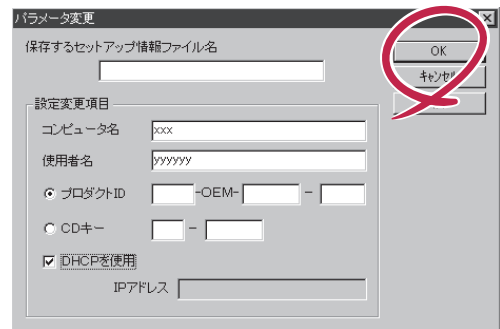 パラメータ変更
保存するセットアップ情報ファイル名
OK
キャンセル
設定変更項目
コンピュータ名 xxx
使用者名 yyyyyy
プロダクトID -OEM- -
CDキー -
DHCPを使用
IPアドレス